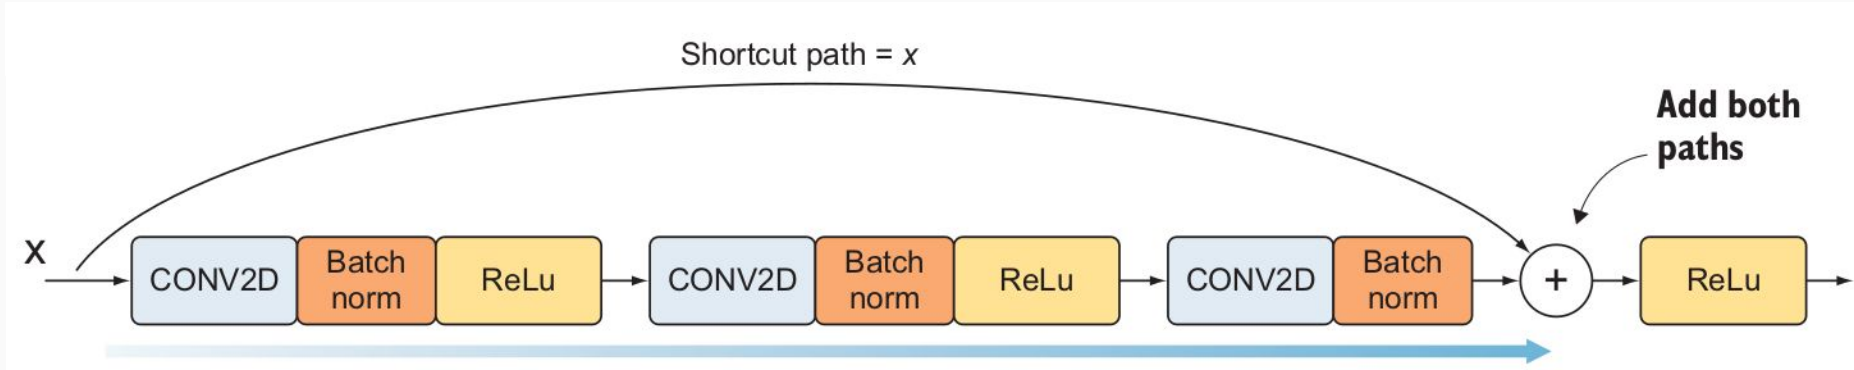 Shortcut path = x
Add both
paths
X
CONV2D
Batch
norm
ReLu
CONV2D
Batch
norm
ReLu
CONV2D
Batch
norm
+
ReLu